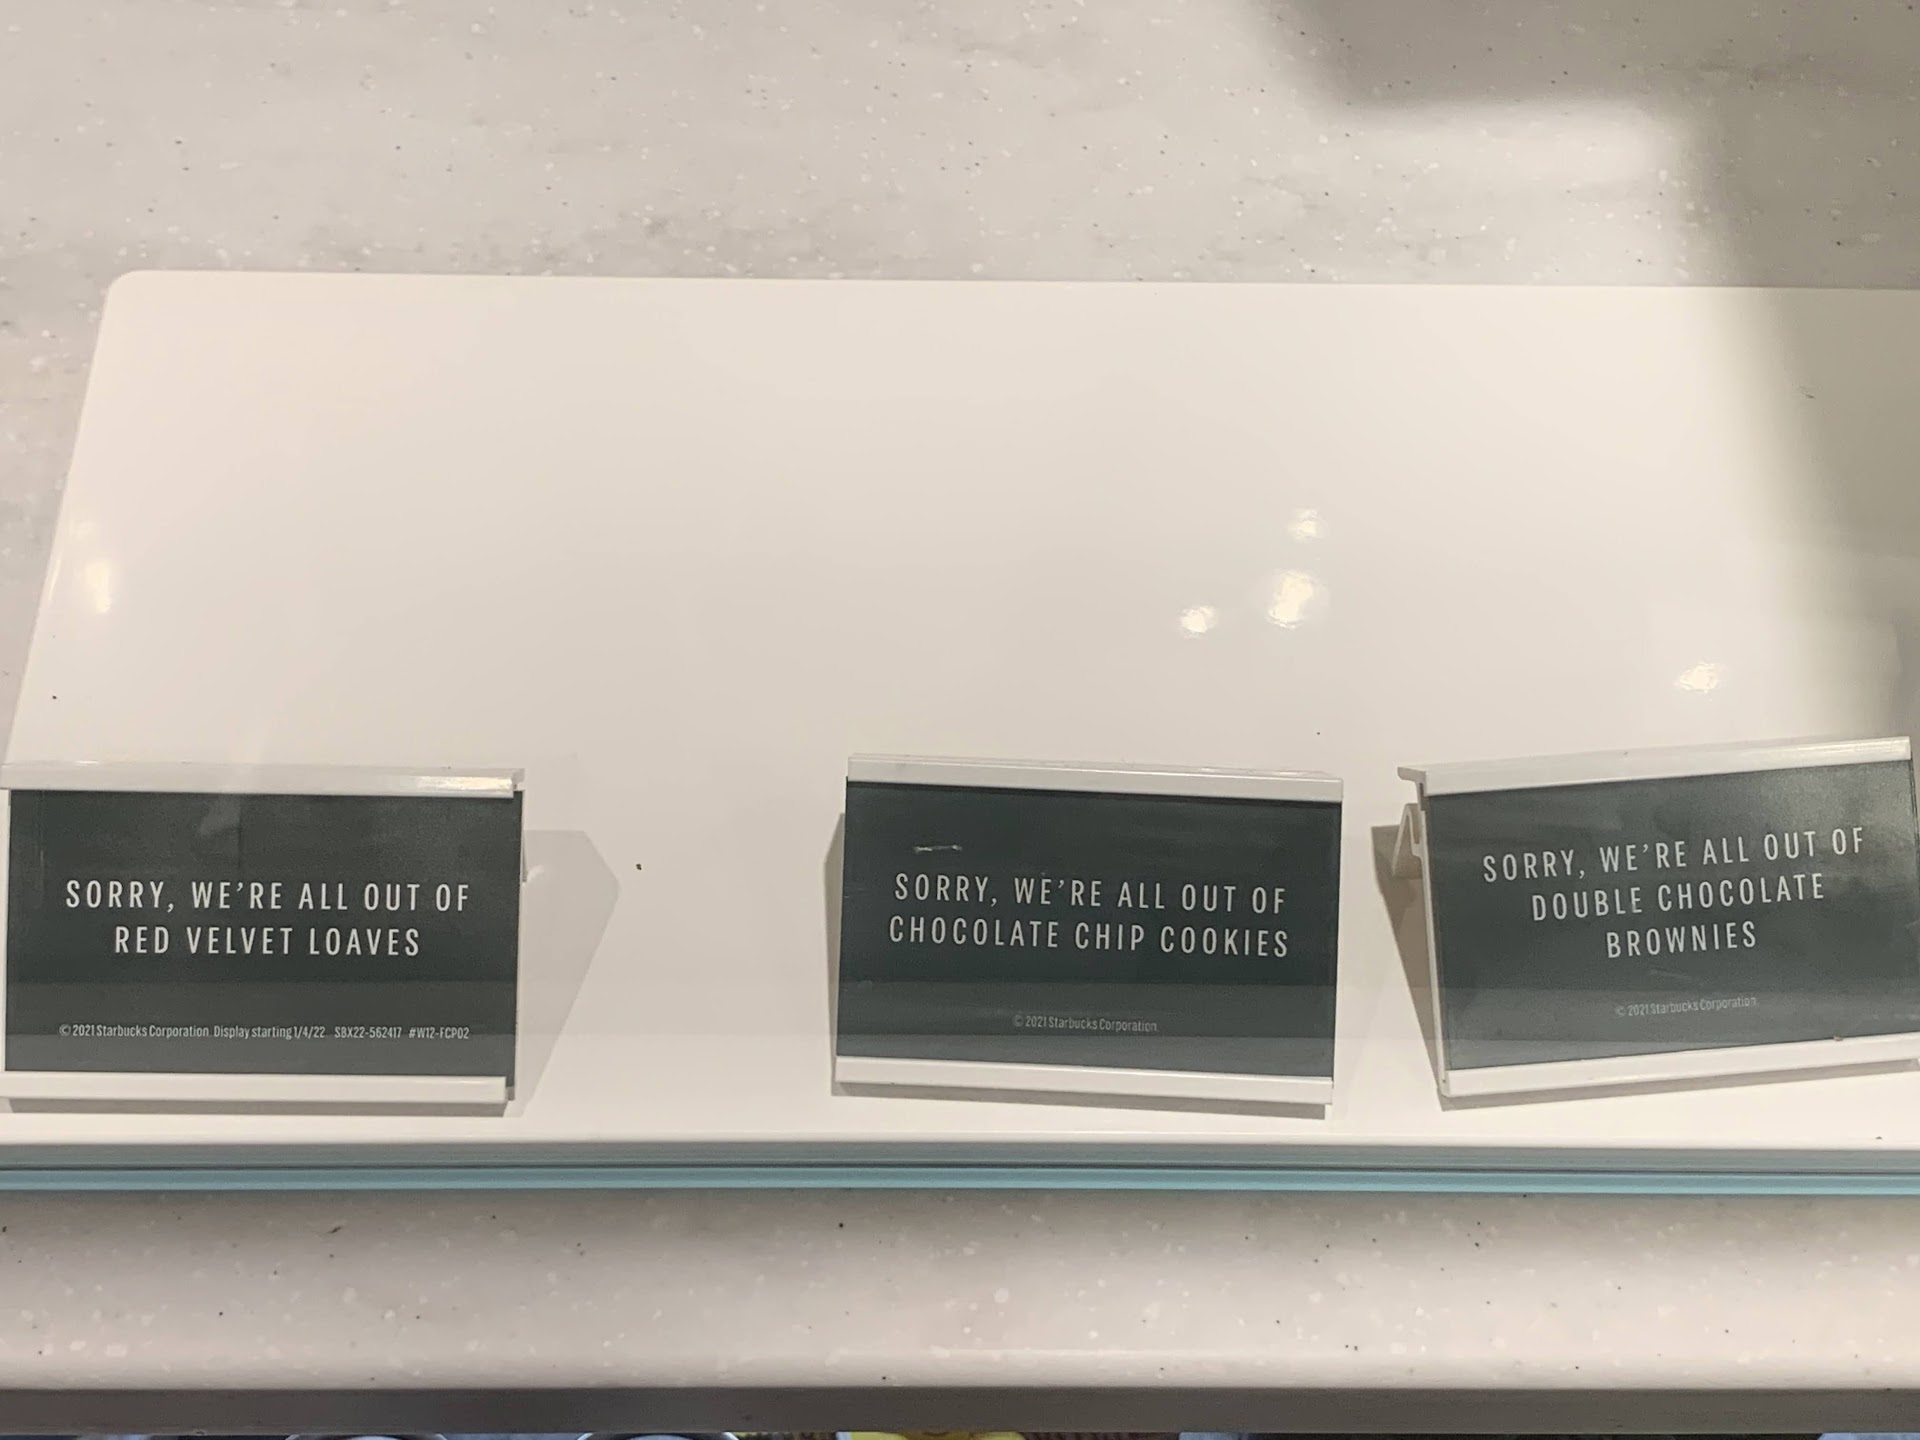 SORRY, WE'RE ALL OUT OF
RED VELVET LOAVES
© 2021 Starbucks Corporation Display starting 1/4/22 SBX22-562417 #W12-FCP02
SORRY, WE'RE ALL OUT OF
CHOCOLATE CHIP COOKIES
© 2021 Starbucks Corporation.
SORRY, WE'RE ALL OUT OF
DOUBLE CHOCOLATE
BROWNIES
© 2021 Starbucks Corporation.